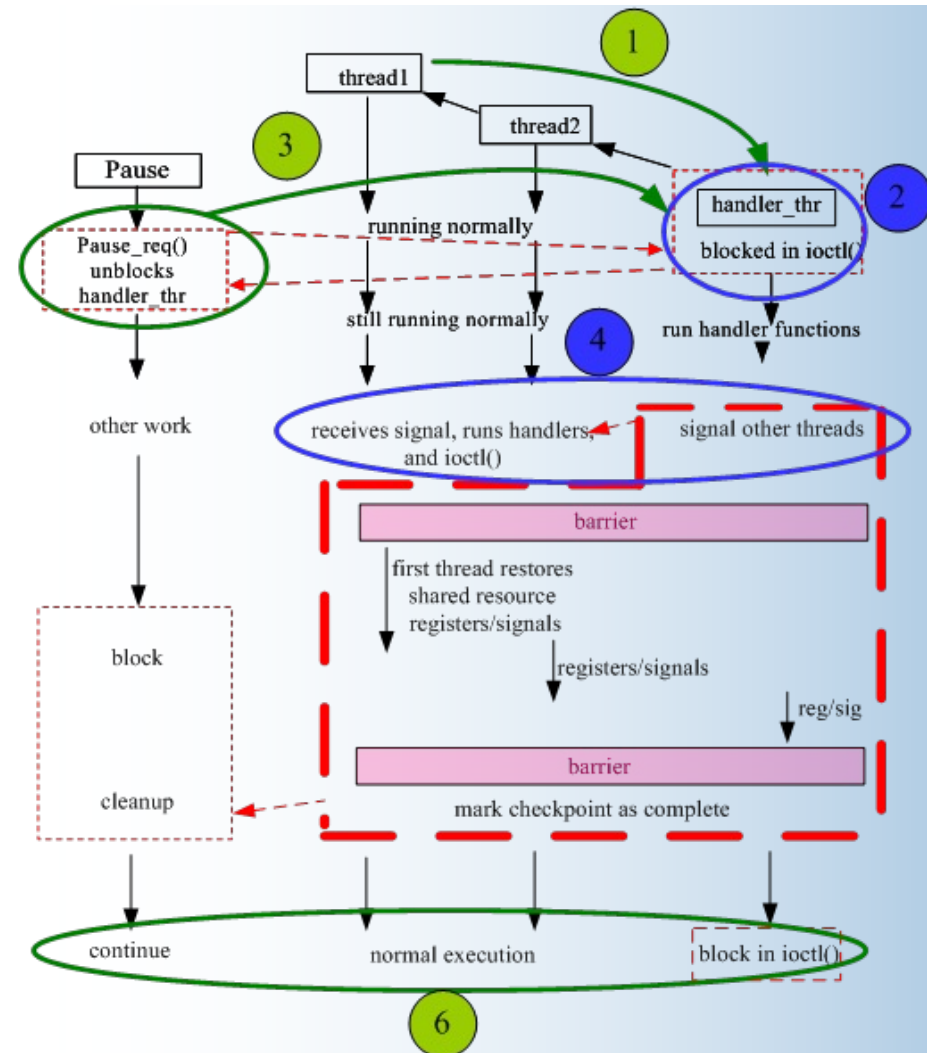 1
thread1
3
thread2
Pause
2
handler_thr
Pause_req()
unblocks
handler_thr
running normally
blocked in ioctl()
still running normally
run handler functions
4
other work
receives signal, runs handlers,
and ioctl()
signal other threads
barrier
first thread restores
shared resource
registers/signals
block
registers/signals
reg/sig
barrier
cleanup
mark checkpoint as complete
continue
normal execution
block in ioctl()
6